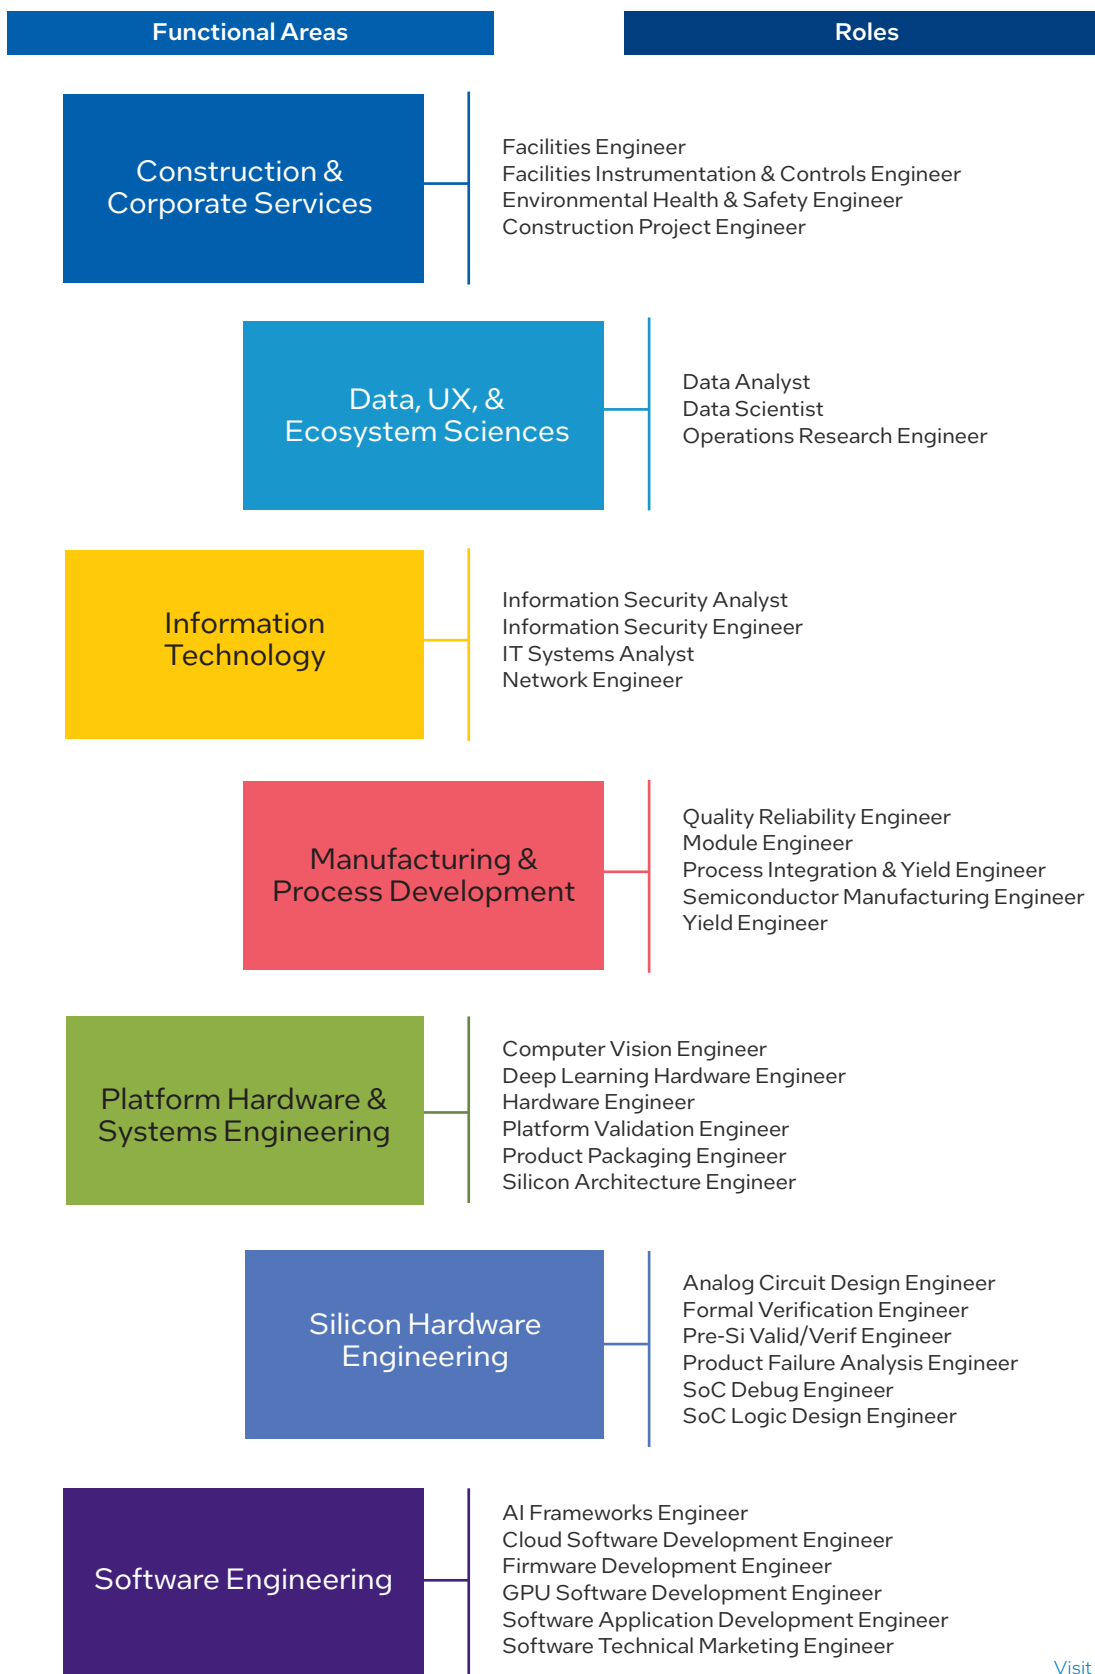 Functional Areas
Roles
Construction &
Corporate Services
Facilities Engineer
Facilities Instrumentation & Controls Engineer
Environmental Health & Safety Engineer
Construction Project Engineer
Data, UX, &
Ecosystem Sciences
Data Analyst
Data Scientist
Operations Research Engineer
Information
Technology
Information Security Analyst
Information Security Engineer
IT Systems Analyst
Network Engineer
Manufacturing &
Process Development
Quality Reliability Engineer
Module Engineer
Process Integration & Yield Engineer
Semiconductor Manufacturing Engineer
Yield Engineer
Platform Hardware &
Systems Engineering
Computer Vision Engineer
Deep Learning Hardware Engineer
Hardware Engineer
Platform Validation Engineer
Product Packaging Engineer
Silicon Architecture Engineer
Silicon Hardware
Engineering
Analog Circuit Design Engineer
Formal Verification Engineer
Pre-Si Valid/Verif Engineer
Product Failure Analysis Engineer
SoC Debug Engineer
SoC Logic Design Engineer
Software Engineering
AI Frameworks Engineer
Cloud Software Development Engineer
Firmware Development Engineer
GPU Software Development Engineer
Software Application Development Engineer
Software Technical Marketing Engineer
Visit